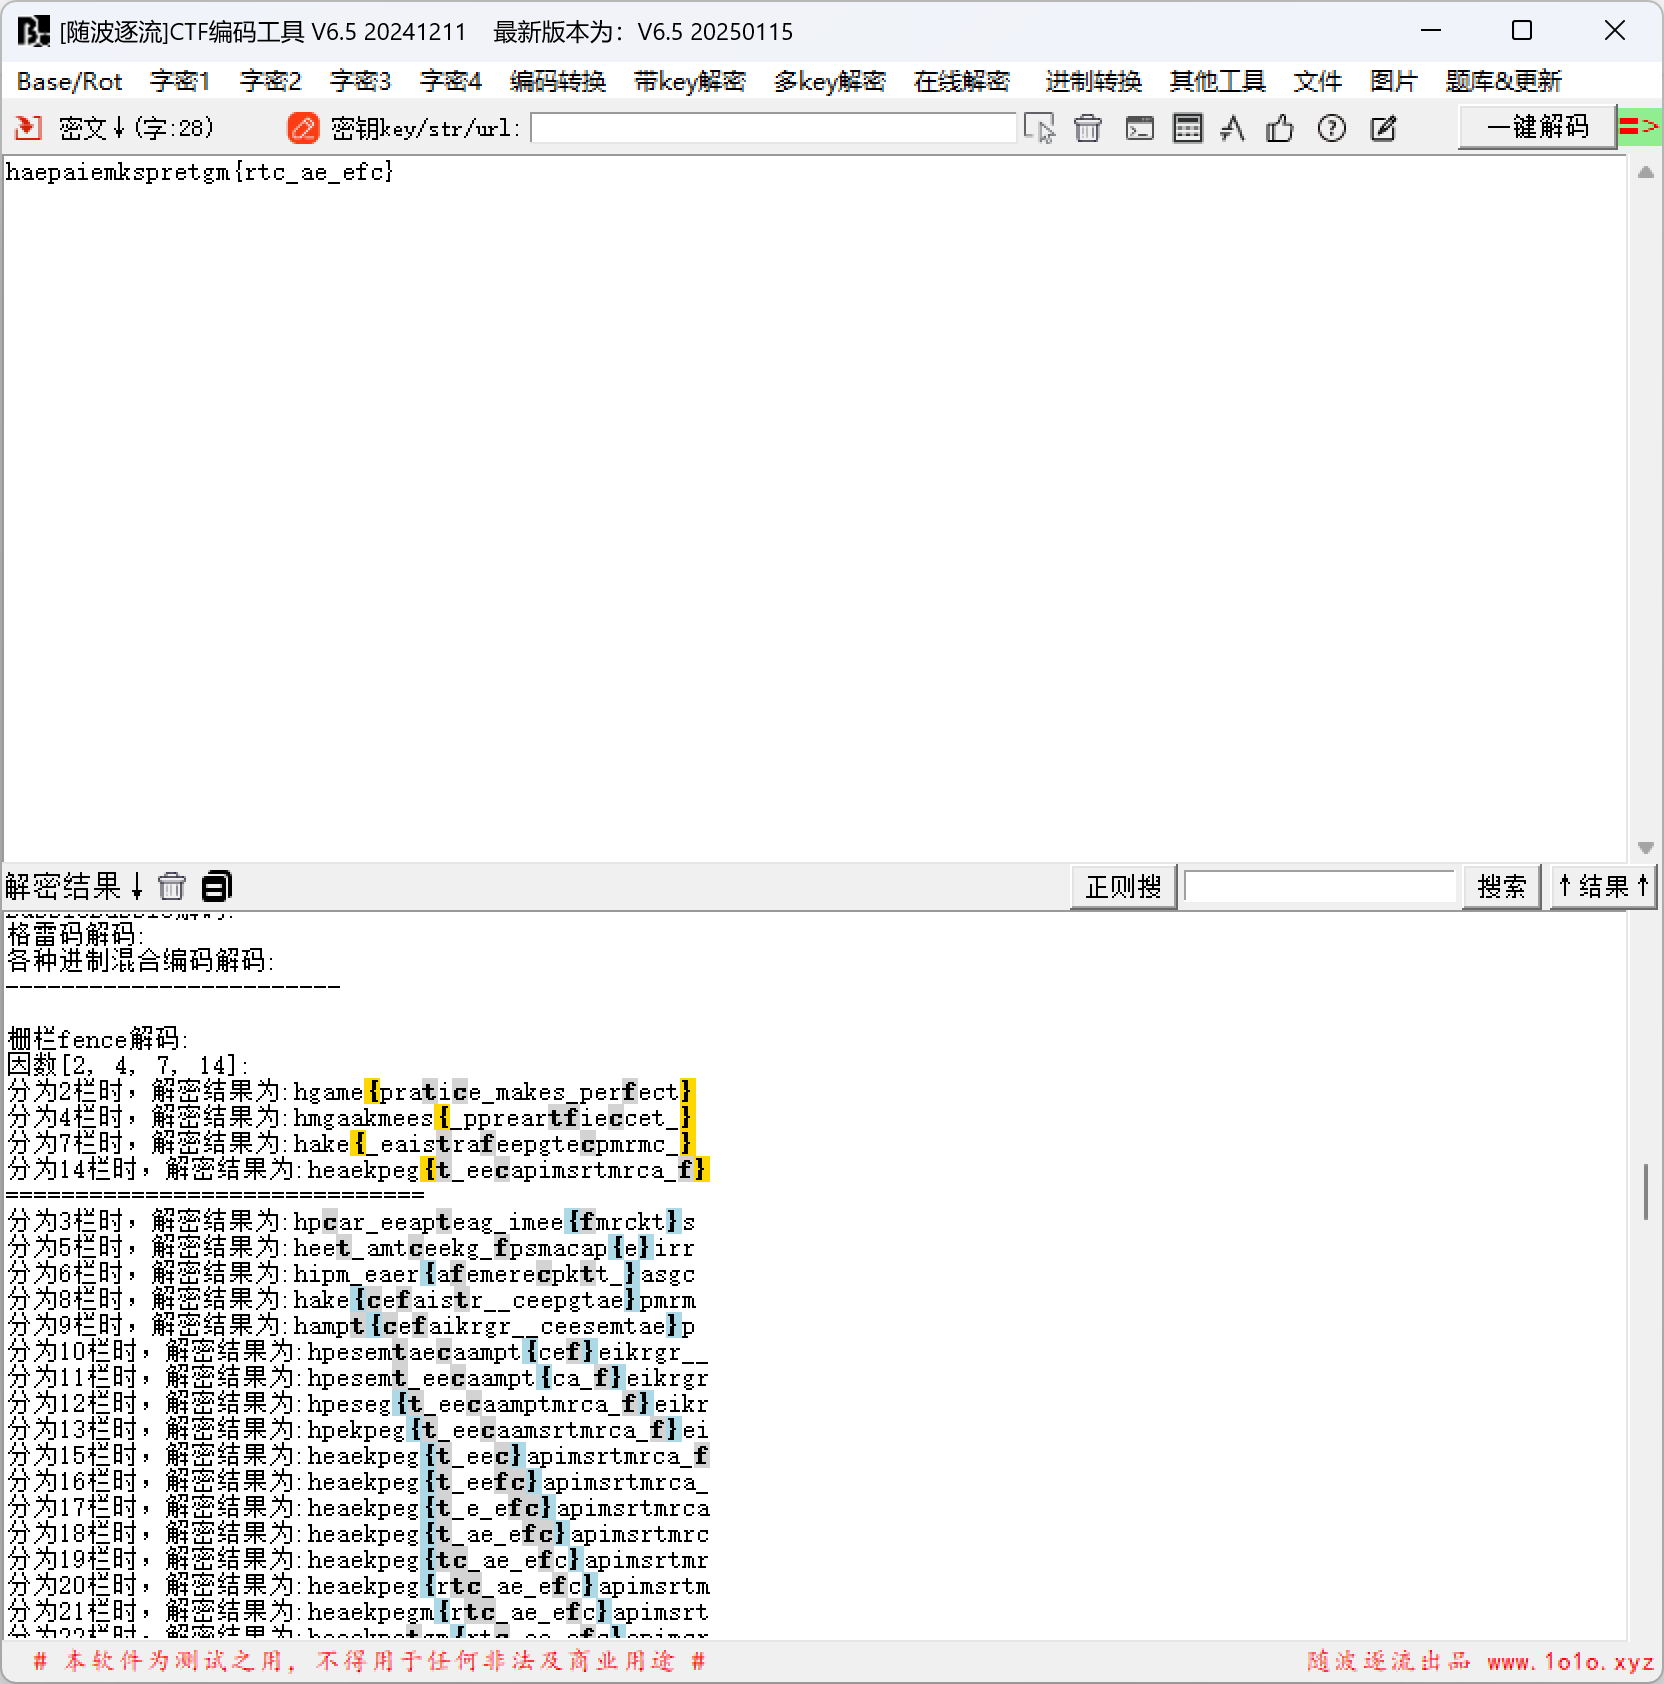 [随波逐流]CTF编码工具 V6.5 20241211 最新版本为：V6.5 20250115
Base/Rot 字密1 字密2 字密3 字密4 编码转换 带key解密 多key解密 在线解密 进制转换 其他工具 文件 图片 题库&更新
密文↓(字:28) 密钥key/str/url: 一键解码 =>
haepaiemkspretgm{rtc_ae_efc}
解密结果↓ 正则搜 搜索 ↑结果↑
格雷码解码:
各种进制混合编码解码:
------------------------
栅栏fence解码:
因数[2, 4, 7, 14]:
分为2栏时，解密结果为:hgame{pratice_makes_perfect}
分为4栏时，解密结果为:hmgaakmees{_ppreartfieccet_}
分为7栏时，解密结果为:hake{_eaistrafeepgtecpmrmc_}
分为14栏时，解密结果为:heaekpeg{t_eecapimsrtmrca_f}
==============================
分为3栏时，解密结果为:hpcar_eeapteag_imee{fmrckt}s
分为5栏时，解密结果为:heet_amtceekg_fpsmacap{e}irr
分为6栏时，解密结果为:hipm_eaer{afemerecpktt_}asgc
分为8栏时，解密结果为:hake{cefaistr__ceepgtae}pmrm
分为9栏时，解密结果为:hampt{cefaikrgr__ceesemtae}p
分为10栏时，解密结果为:hpesemtaecaampt{cef}eikrgr__
分为11栏时，解密结果为:hpesemt_eecaampt{ca_f}eikrgr
分为12栏时，解密结果为:hpeseg{t_eecaamptmrca_f}eikr
分为13栏时，解密结果为:hpekpeg{t_eecaamsrtmrca_f}ei
分为15栏时，解密结果为:heaekpeg{t_eec}apimsrtmrca_f
分为16栏时，解密结果为:heaekpeg{t_eefc}apimsrtmrca_
分为17栏时，解密结果为:heaekpeg{t_e_efc}apimsrtmrca
分为18栏时，解密结果为:heaekpeg{t_ae_efc}apimsrtmrc
分为19栏时，解密结果为:heaekpeg{tc_ae_efc}apimsrtmr
分为20栏时，解密结果为:heaekpeg{rtc_ae_efc}apimsrtm
分为21栏时，解密结果为:heaekpegm{rtc_ae_efc}apimsrt
# 本软件为测试之用，不得用于任何非法及商业用途 # 随波逐流出品 www.1o1o.xyz